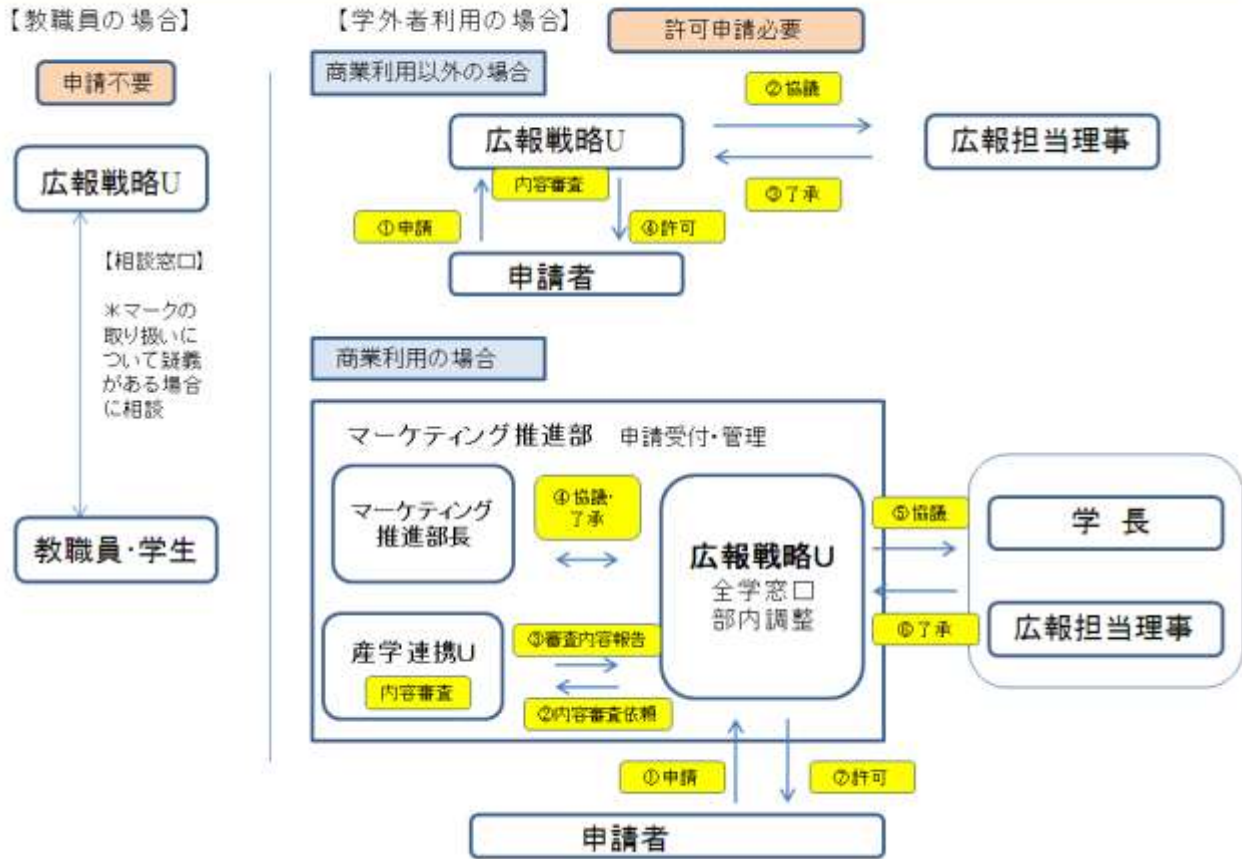 【教職員の場合】
申請不要
広報戦略U
【相談窓口】
＊マークの
取り扱いに
ついて疑義
がある場合
に相談
教職員・学生
【学外者利用の場合】
許可申請必要
商業利用以外の場合
②協議
広報戦略U
内容審査
広報担当理事
③了承
①申請
④許可
申請者
商業利用の場合
マーケティング推進部 申請受付・管理
マーケティング
推進部長
④協議・
了承
広報戦略U
全学窓口
部内調整
産学連携U
内容審査
③審査内容報告
②内容審査依頼
⑤協議
学 長
⑥了承
広報担当理事
①申請
⑦許可
申請者